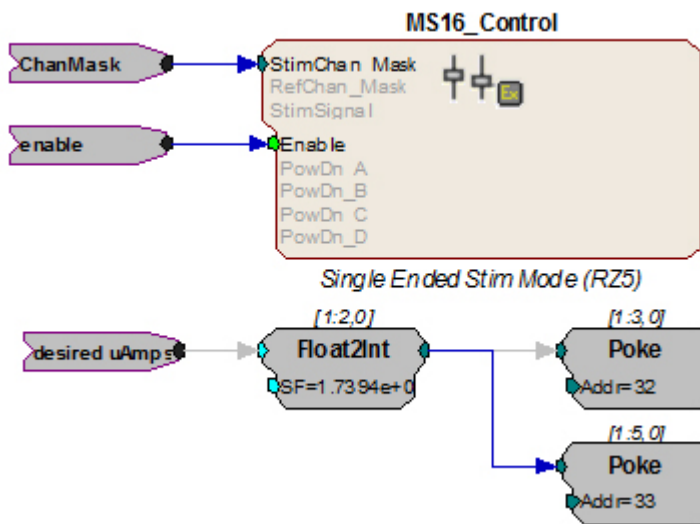 MS16_Control
ChanMask
StimChan_Mask
RefChan_Mask
StimSignal
Ex
enable
Enable
PowDn_A
PowDn_B
PowDn_C
PowDn_D
Single Ended Stim Mode (RZ5)
[1:2,0]
[1:3,0]
desired uAmps
Float2Int
Poke
SF=1.7394e+0
Addr=32
[1:5,0]
Poke
Addr=33